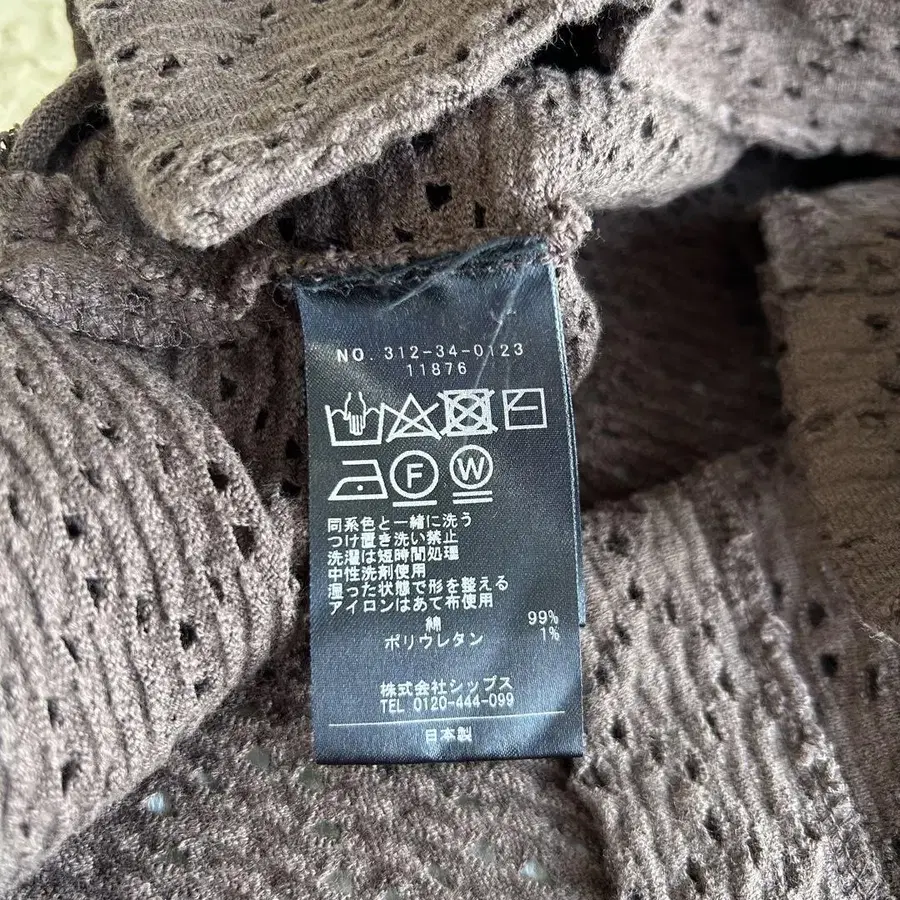 NO. 312-34-0123
11876
F W
同系色と一緒に洗う
つけ置き洗い禁止
洗濯は短時間処理
中性洗剤使用
湿った状態で形を整える
アイロンはあて布使用
綿 99%
ポリウレタン 1%
株式会社シップス
TEL 0120-444-099
日本製